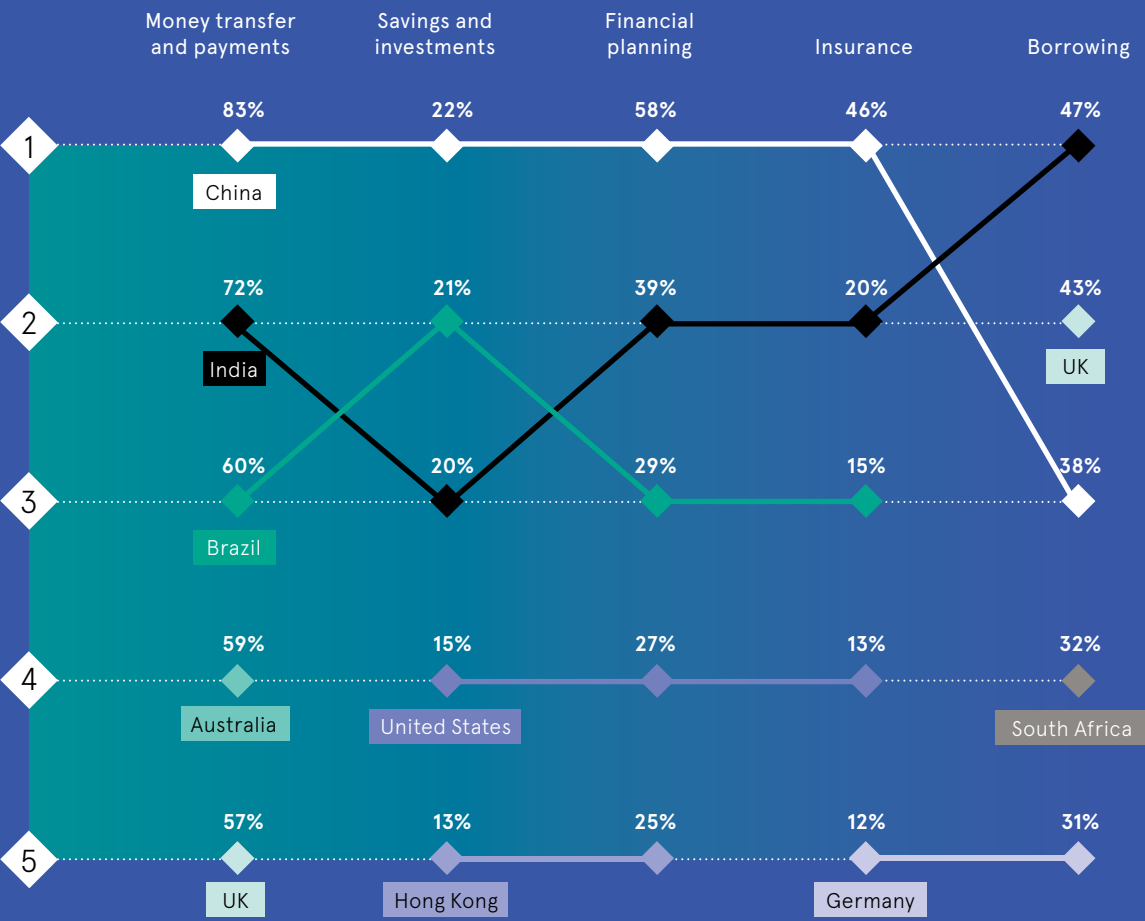 Money transfer
and payments
Savings and
investments
Financial
planning
Insurance
Borrowing
83% 22% 58% 46% 47%
1
China
72% 21% 39% 20% 43%
2
India
UK
60% 20% 29% 15% 38%
3
Brazil
59% 15% 27% 13% 32%
4
Australia
United States
South Africa
57% 13% 25% 12% 31%
5
UK
Hong Kong
Germany